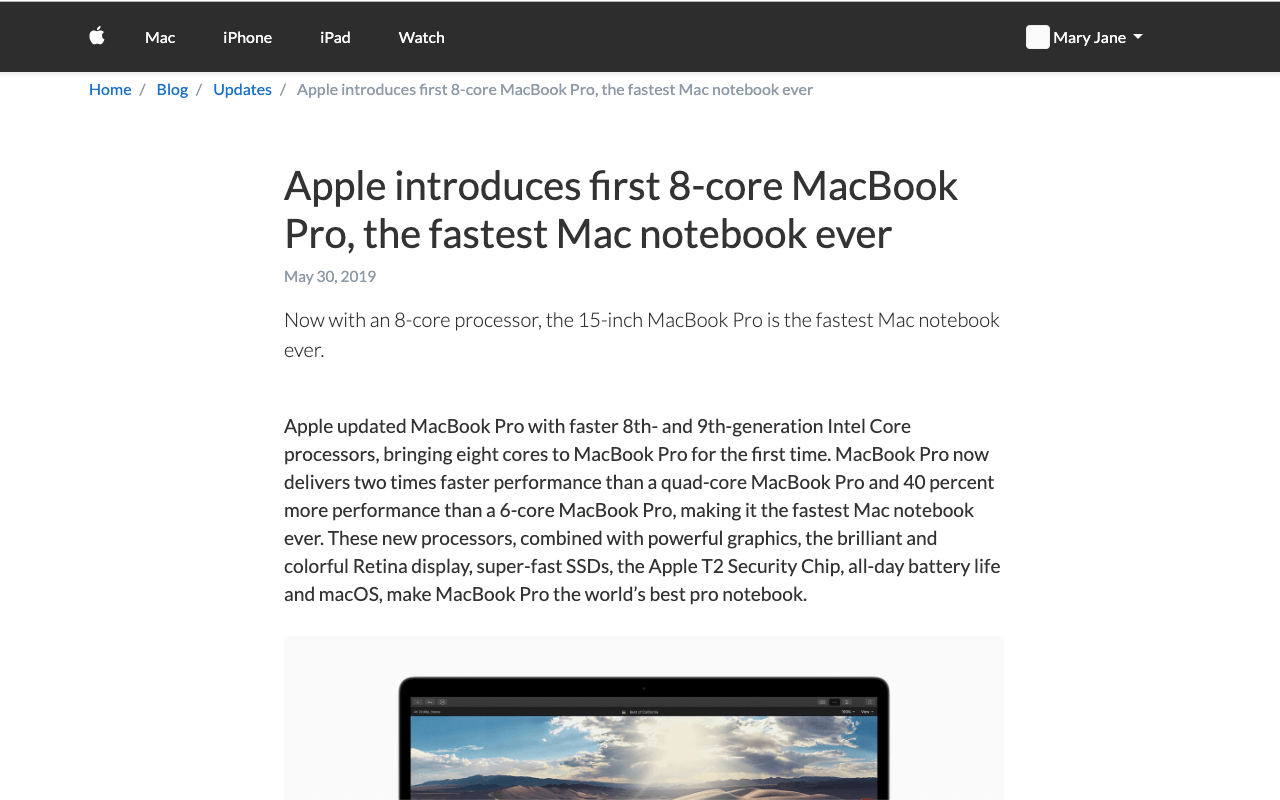 Mac iPhone iPad Watch Mary Jane
Home / Blog / Updates / Apple introduces first 8-core MacBook Pro, the fastest Mac notebook ever
Apple introduces first 8-core MacBook
Pro, the fastest Mac notebook ever
May 30, 2019
Now with an 8-core processor, the 15-inch MacBook Pro is the fastest Mac notebook
ever.
Apple updated MacBook Pro with faster 8th- and 9th-generation Intel Core
processors, bringing eight cores to MacBook Pro for the first time. MacBook Pro now
delivers two times faster performance than a quad-core MacBook Pro and 40 percent
more performance than a 6-core MacBook Pro, making it the fastest Mac notebook
ever. These new processors, combined with powerful graphics, the brilliant and
colorful Retina display, super-fast SSDs, the Apple T2 Security Chip, all-day battery life
and macOS, make MacBook Pro the world’s best pro notebook.
Best of California 100% View